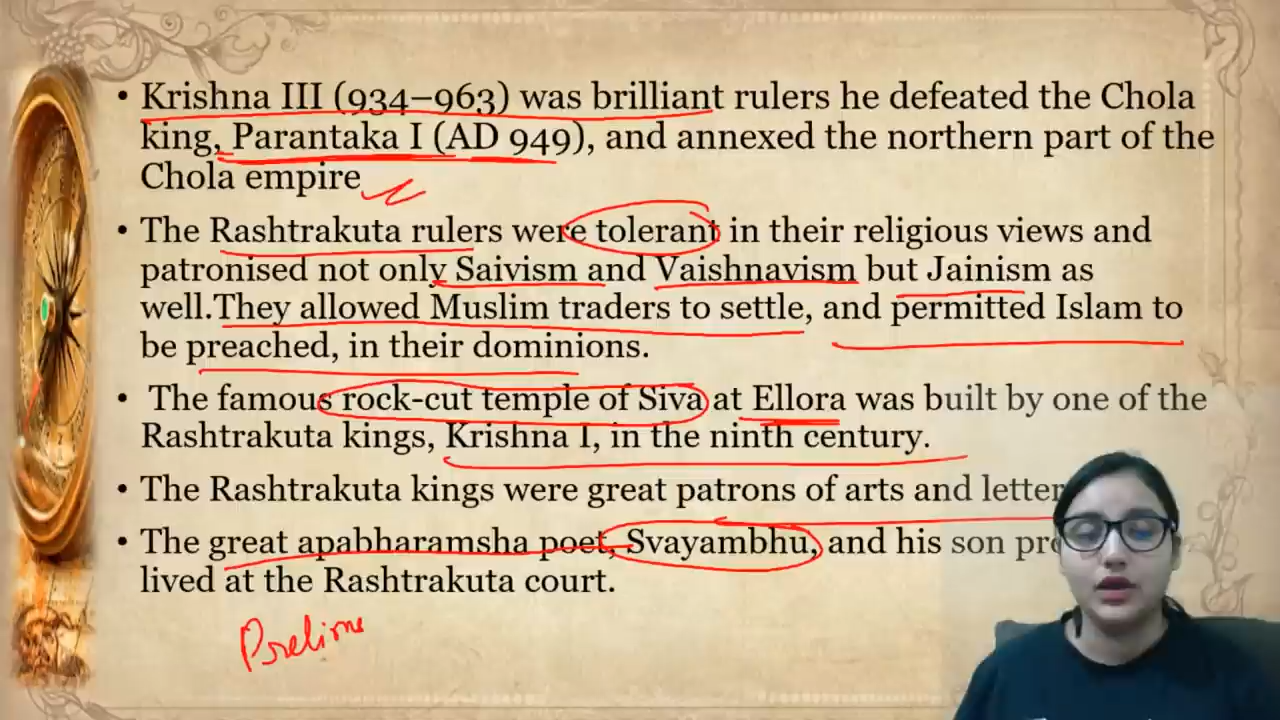 • Krishna III (934–963) was brilliant rulers he defeated the Chola
king, Parantaka I (AD 949), and annexed the northern part of the
Chola empire
• The Rashtrakuta rulers were tolerant in their religious views and
patronised not only Saivism and Vaishnavism but Jainism as
well.They allowed Muslim traders to settle, and permitted Islam to
be preached, in their dominions.
• The famous rock-cut temple of Siva at Ellora was built by one of the
Rashtrakuta kings, Krishna I, in the ninth century.
• The Rashtrakuta kings were great patrons of arts and letter
• The great apabharamsha poet, Svayambhu, and his son
lived at the Rashtrakuta court.
Prelims